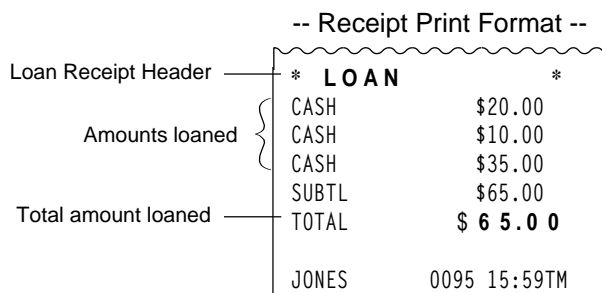 -- Receipt Print Format --
Loan Receipt Header
* LOAN *
Amounts loaned
CASH $20.00
CASH $10.00
CASH $35.00
SUBTL $65.00
Total amount loaned
TOTAL $65.00
JONES 0095 15:59TM